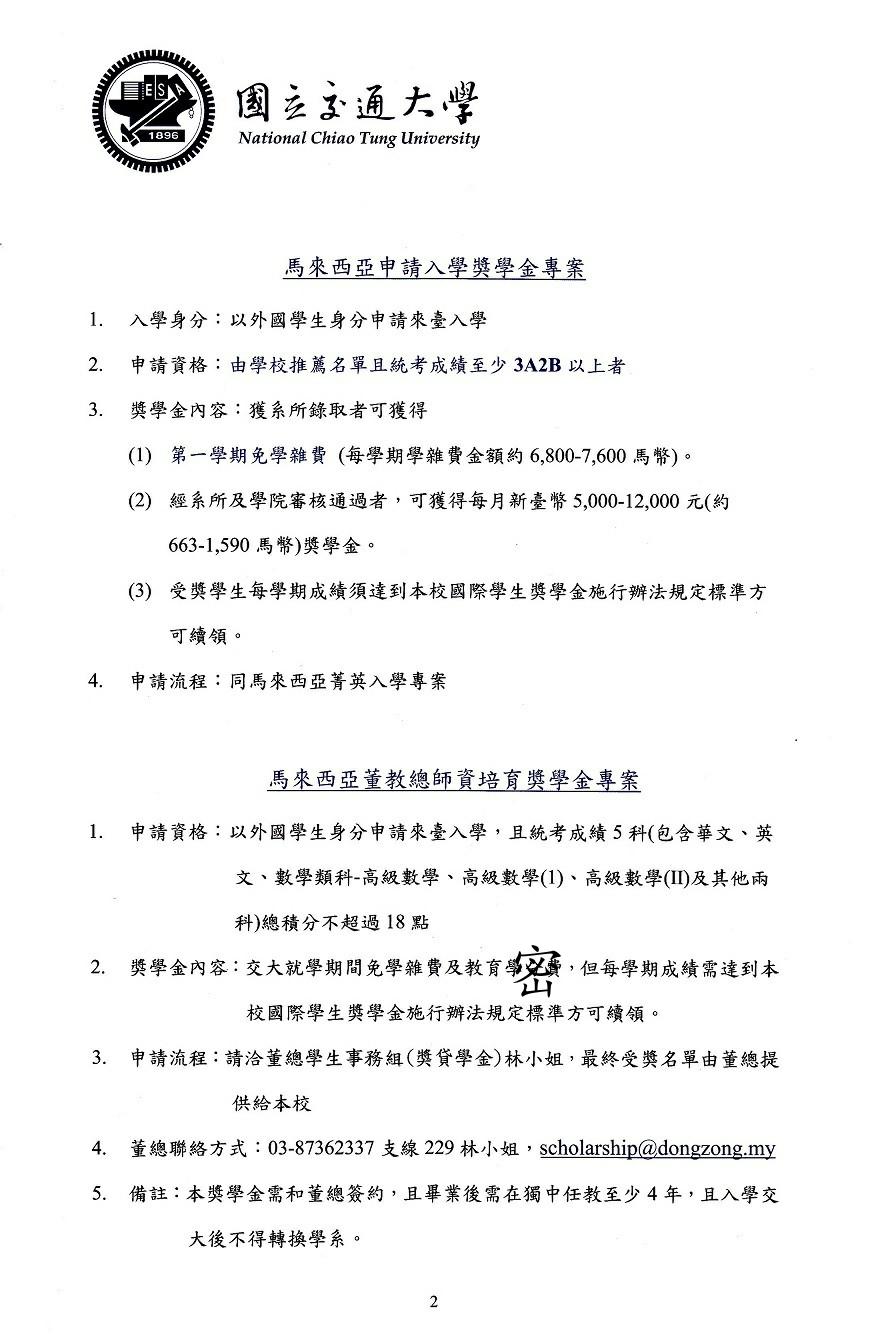 ESA
1896
國立交通大學
National Chiao Tung University
馬來西亞申請入學獎學金專案
1. 入學身分：以外國學生身分申請來臺入學
2. 申請資格：由學校推薦名單且統考成績至少 3A2B 以上者
3. 獎學金內容：獲系所錄取者可獲得
(1) 第一學期免學雜費 (每學期學雜費金額約 6,800-7,600 馬幣)。
(2) 經系所及學院審核通過者，可獲得每月新臺幣 5,000-12,000 元(約
663-1,590 馬幣)獎學金。
(3) 受獎學生每學期成績須達到本校國際學生獎學金施行辦法規定標準方
可續領。
4. 申請流程：同馬來西亞菁英入學專案
馬來西亞董教總師資培育獎學金專案
1. 申請資格：以外國學生身分申請來臺入學，且統考成績 5 科(包含華文、英
文、數學類科-高級數學、高級數學(1)、高級數學(II)及其他兩
科)總積分不超過 18 點
2. 獎學金內容：交大就學期間免學雜費及教育學費，但每學期成績需達到本
密
校國際學生獎學金施行辦法規定標準方可續領。
3. 申請流程：請洽董總學生事務組(獎貸學金)林小姐，最終受獎名單由董總提
供給本校
4. 董總聯絡方式：03-87362337 支線 229 林小姐，scholarship@dongzong.my
5. 備註：本獎學金需和董總簽約，且畢業後需在獨中任教至少 4 年，且入學交
大後不得轉換學系。
2